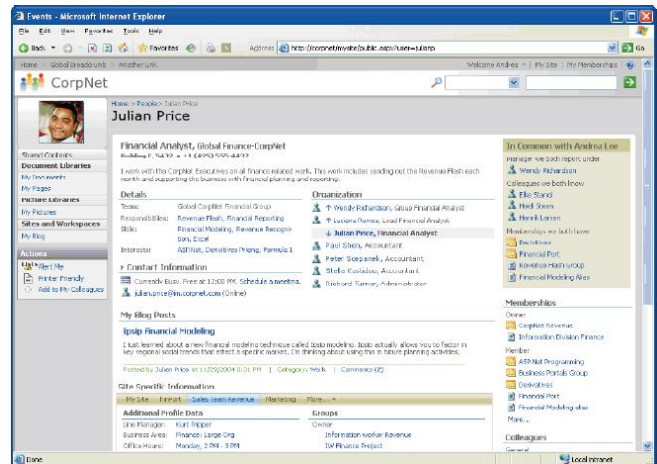 Events - Microsoft Internet Explorer
File Edit View Favorites Tools Help
Back Favorites Address http://corpnet/mysite/public.aspx?user=julianp Go
Home Another Link Welcome Andrea My Site My Memberships
CorpNet
Home > People > Julian Price
Julian Price
Shared Contents
Document Libraries
My Documents
My Pages
Picture Libraries
My Pictures
Sites and Workspaces
My Blog
Actions
Alert Me
Printer Friendly
Add to My Colleagues
Financial Analyst, Global Finance-CorpNet
I work with the CorpNet Executives on all finance related work. This work includes sending out the Revenue Flash each
month and supporting the business with financial planning and reporting.
Details
Team: Global CorpNet Financial Group
Responsibilities: Revenue Flash, Financial Reporting
Skills: Financial Modeling, Revenue Recogni-
tion, Excel
Interests: ASP.Net, Derivitives Pricing, Formula 1
Contact Information
Currently Busy. Free at 12:00 PM, Schedule a meeting.
julian.price@im.corpnet.com (Online)
Organization
Wendy Richardson, Group Financial Analyst
Luciana Ramos, Lead Financial Analyst
Julian Price, Financial Analyst
Paul Shen, Accountant
Peter Scepanek, Accountant
Stella Kostidou, Accountant
Richard Turner, Administrator
My Blog Posts
Ipsip Financial Modeling
I just learned about a new financial modeling technique called Ipsio modeling. Ipsio actually allows you to factor in
key regional social trends that effect a specific market. I'm thinking about using this in future planning activities.
Posted by Julian Price at 11/29/2004 8:01 PM | Category: Work | Comments (2)
Site Specific Information
My Site FinPort Sales Team Revenue Marketing More...
Additional Profile Data
Line Manager: Kurt Tripper
Business Area: Finance: Large Org
Office Hours: Monday, 2 PM - 3 PM
Groups
Owner
Information worker Revenue
IW Finance Project
In Common with Andrea Lee
Manager we both report under
Wendy Richardson
Colleagues we both know
Eike Stand
Heidi Steen
Henrik Larsen
Memberships we both have
Derivitives
Financial Port
Revenue Flash Group
Financial Modeling Alias
Memberships
Owner
CorpNet Revenue
Information Division Finance
Member
ASP.Net Programming
Business Portals Group
Derivatives
Financial Port
Financial Modeling alias
More...
Colleagues
General
Done Local intranet